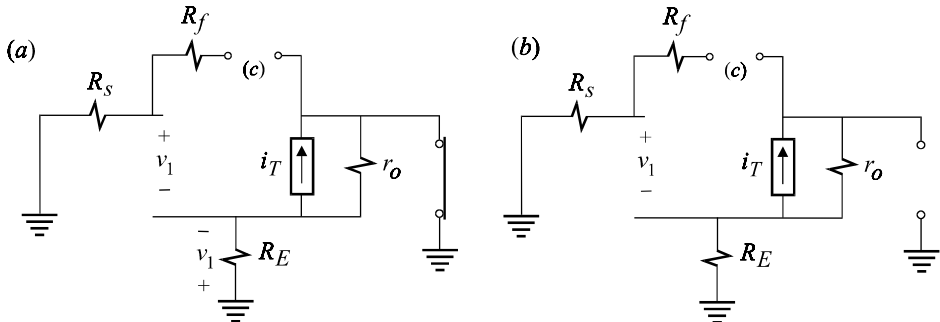 (a)
R_f
(c)
R_s
+
v_1
−
i_T
r_o
−
v_1
+
R_E
(b)
R_f
(c)
R_s
+
v_1
−
i_T
r_o
R_E